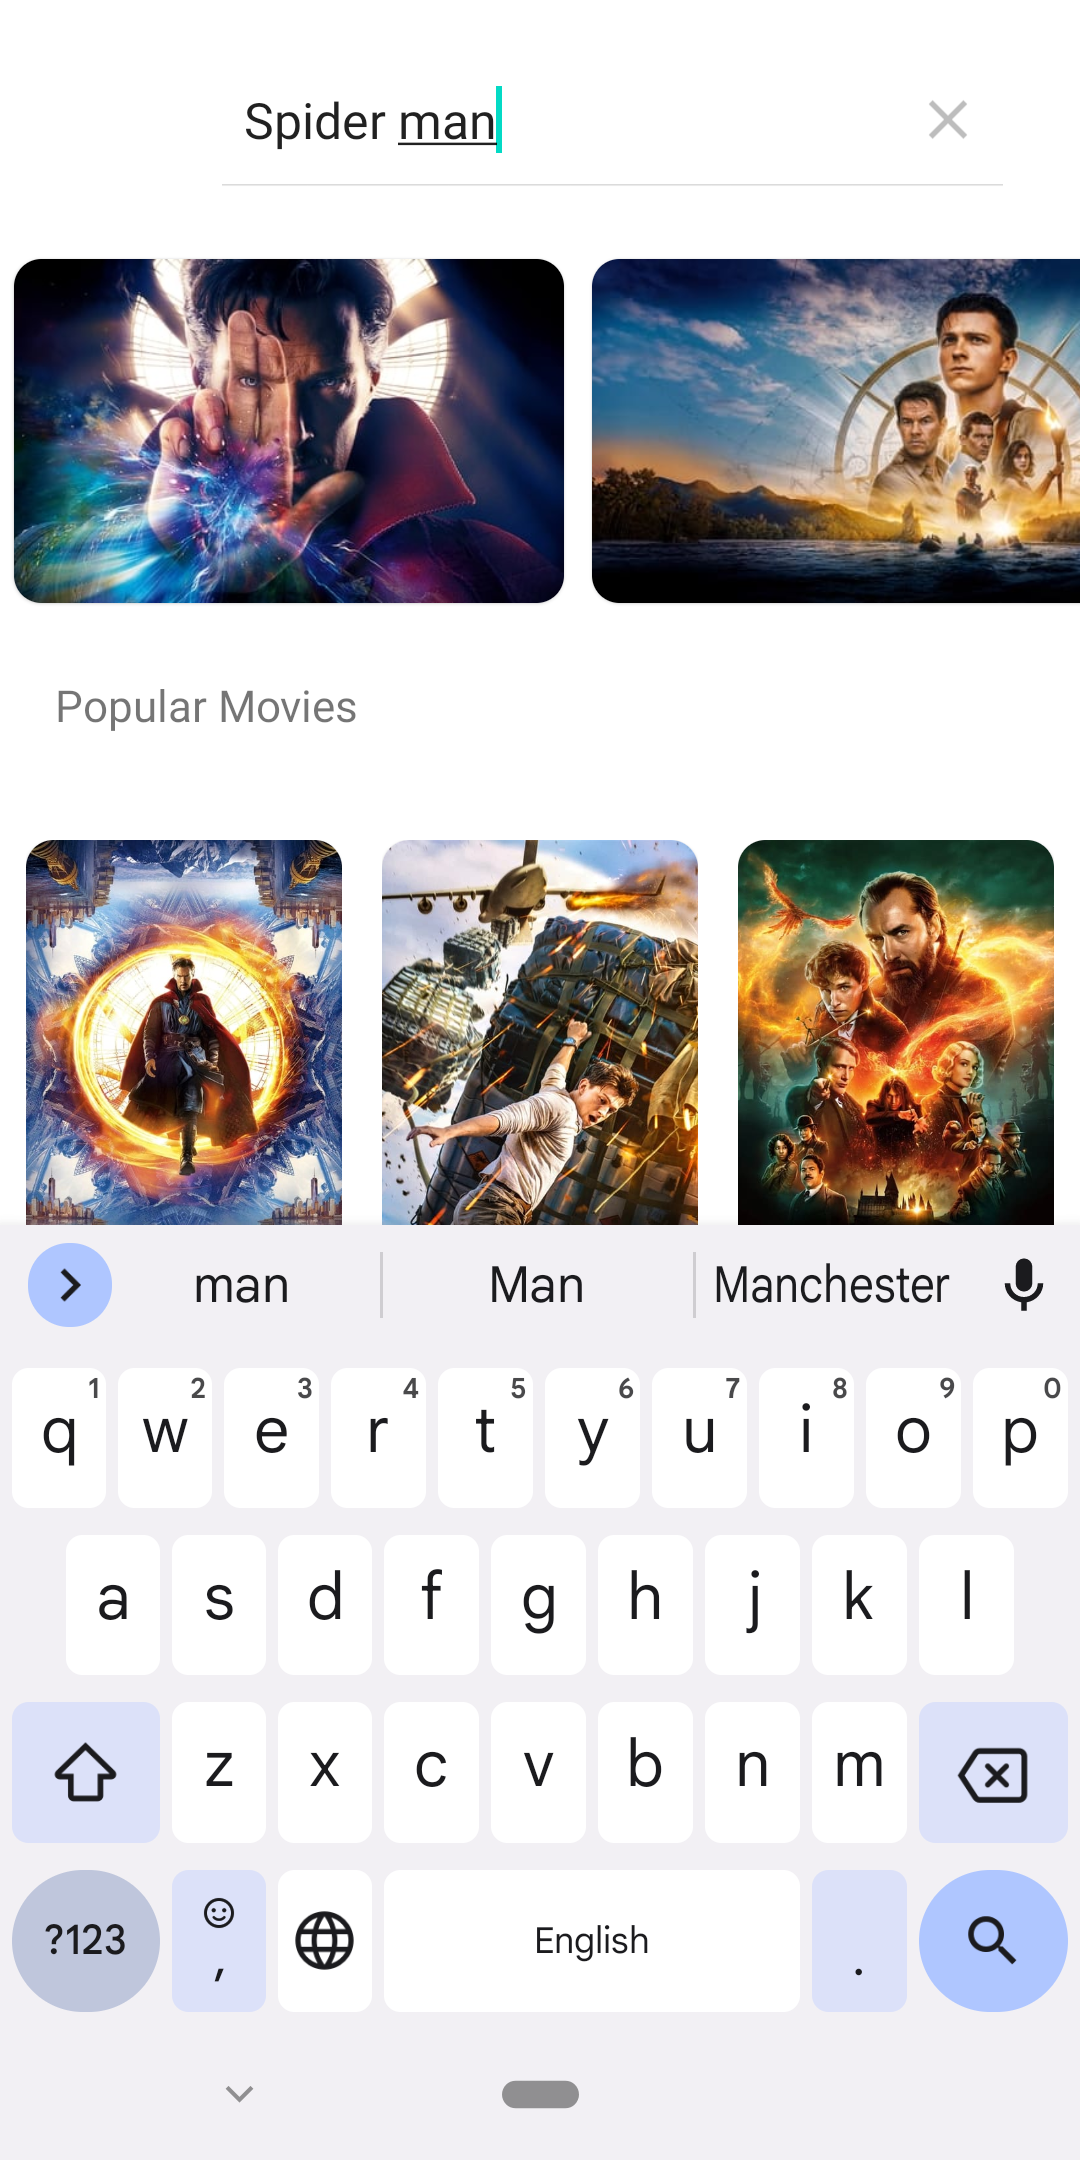 Spider man
Popular Movies
man Man Manchester
1 2 3 4 5 6 7 8 9 0
q w e r t y u i o p
a s d f g h j k l
z x c v b n m
?123 , English .